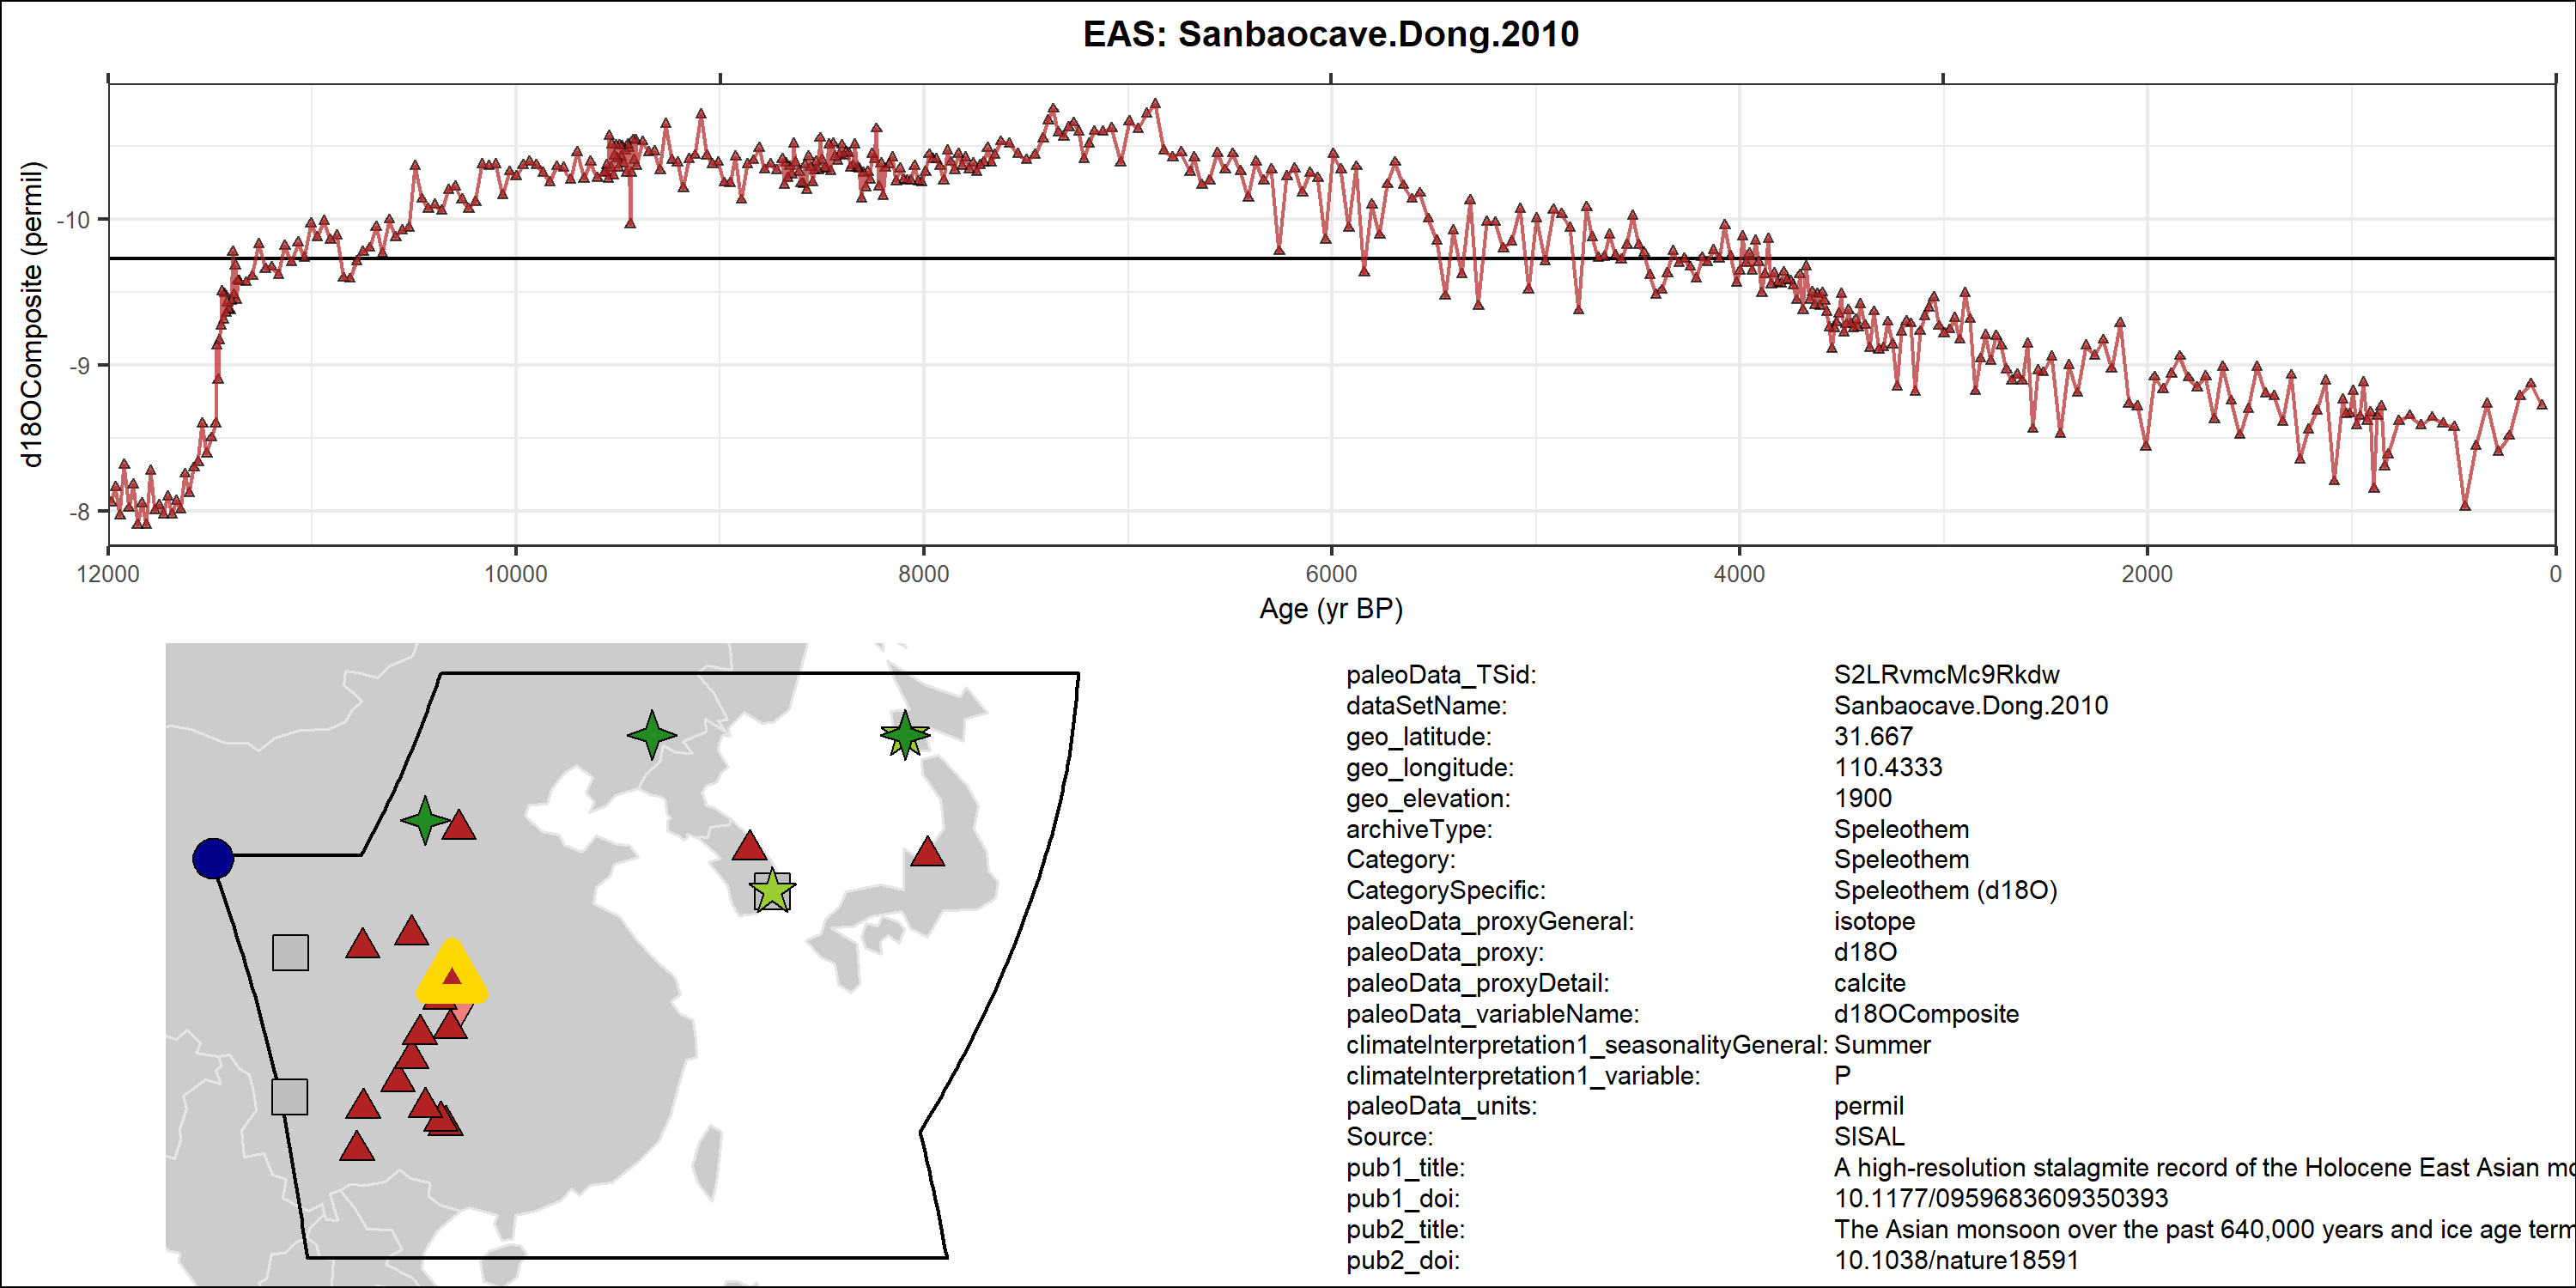 EAS: Sanbaocave.Dong.2010
d18OComposite (permil)
-10
-9
-8
12000 10000 8000 6000 4000 2000 0
Age (yr BP)
paleoData_TSid: S2LRvmcMc9Rkdw
dataSetName: Sanbaocave.Dong.2010
geo_latitude: 31.667
geo_longitude: 110.4333
geo_elevation: 1900
archiveType: Speleothem
Category: Speleothem
CategorySpecific: Speleothem (d18O)
paleoData_proxyGeneral: isotope
paleoData_proxy: d18O
paleoData_proxyDetail: calcite
paleoData_variableName: d18OComposite
climateInterpretation1_seasonalityGeneral: Summer
climateInterpretation1_variable: P
paleoData_units: permil
Source: SISAL
pub1_title: A high-resolution stalagmite record of the Holocene East Asian mo
pub1_doi: 10.1177/0959683609350393
pub2_title: The Asian monsoon over the past 640,000 years and ice age term
pub2_doi: 10.1038/nature18591